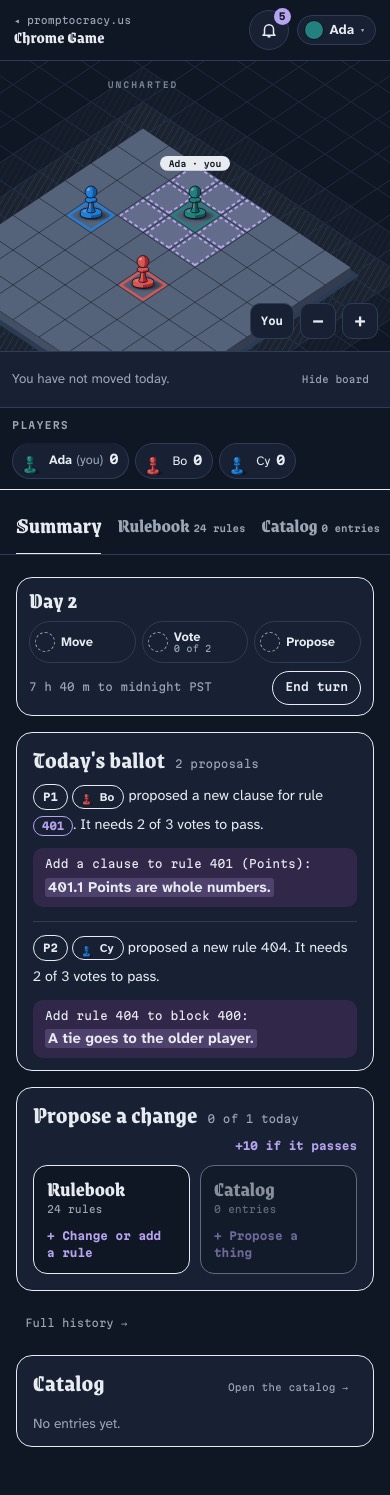 ◂ promptocracy.us
Chrome Game
5
Ada ▾
UNCHARTED
Ada · you
You
−
+
You have not moved today.
Hide board
PLAYERS
Ada (you) 0
Bo 0
Cy 0
Summary
Rulebook 24 rules
Catalog 0 entries
Day 2
Move
Vote
0 of 2
Propose
7 h 40 m to midnight PST
End turn
Today's ballot 2 proposals
P1 Bo proposed a new clause for rule
401. It needs 2 of 3 votes to pass.
Add a clause to rule 401 (Points):
401.1 Points are whole numbers.
P2 Cy proposed a new rule 404. It needs
2 of 3 votes to pass.
Add rule 404 to block 400:
A tie goes to the older player.
Propose a change 0 of 1 today
+10 if it passes
Rulebook
24 rules
+ Change or add
a rule
Catalog
0 entries
+ Propose a
thing
Full history →
Catalog
Open the catalog →
No entries yet.